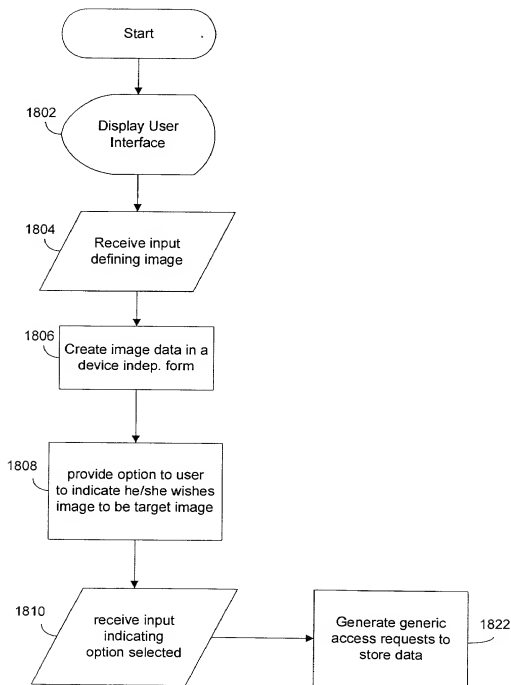 Start
1802
Display User
Interface
1804
Receive input
defining image
1806
Create image data in a
device indep. form
1808
provide option to user
to indicate he/she wishes
image to be target image
1810
receive input
indicating
option selected
Generate generic
access requests to
store data
1822